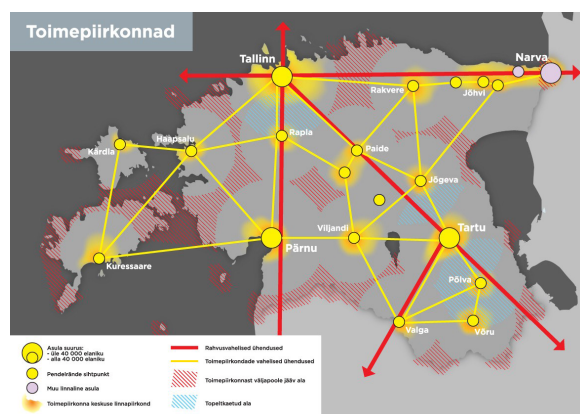 Toimepiirkonnad
Tallinn
Narva
Rakvere
Jõhvi
Haapsalu
Rapla
Kärdla
Paide
Jõgeva
Pärnu
Viljandi
Tartu
Kuressaare
Põlva
Valga
Võru
Asula suurus:
- üle 40 000 elaniku
- alla 40 000 elaniku
Pendelrände sihtpunkt
Muu linnaline asula
Toimepiirkonna keskuse linnapiirkond
Rahvusvahelised ühendused
Toimepiirkondade vahelised ühendused
Toimepiirkonnast väljapoole jääv ala
Topeltkaetud ala